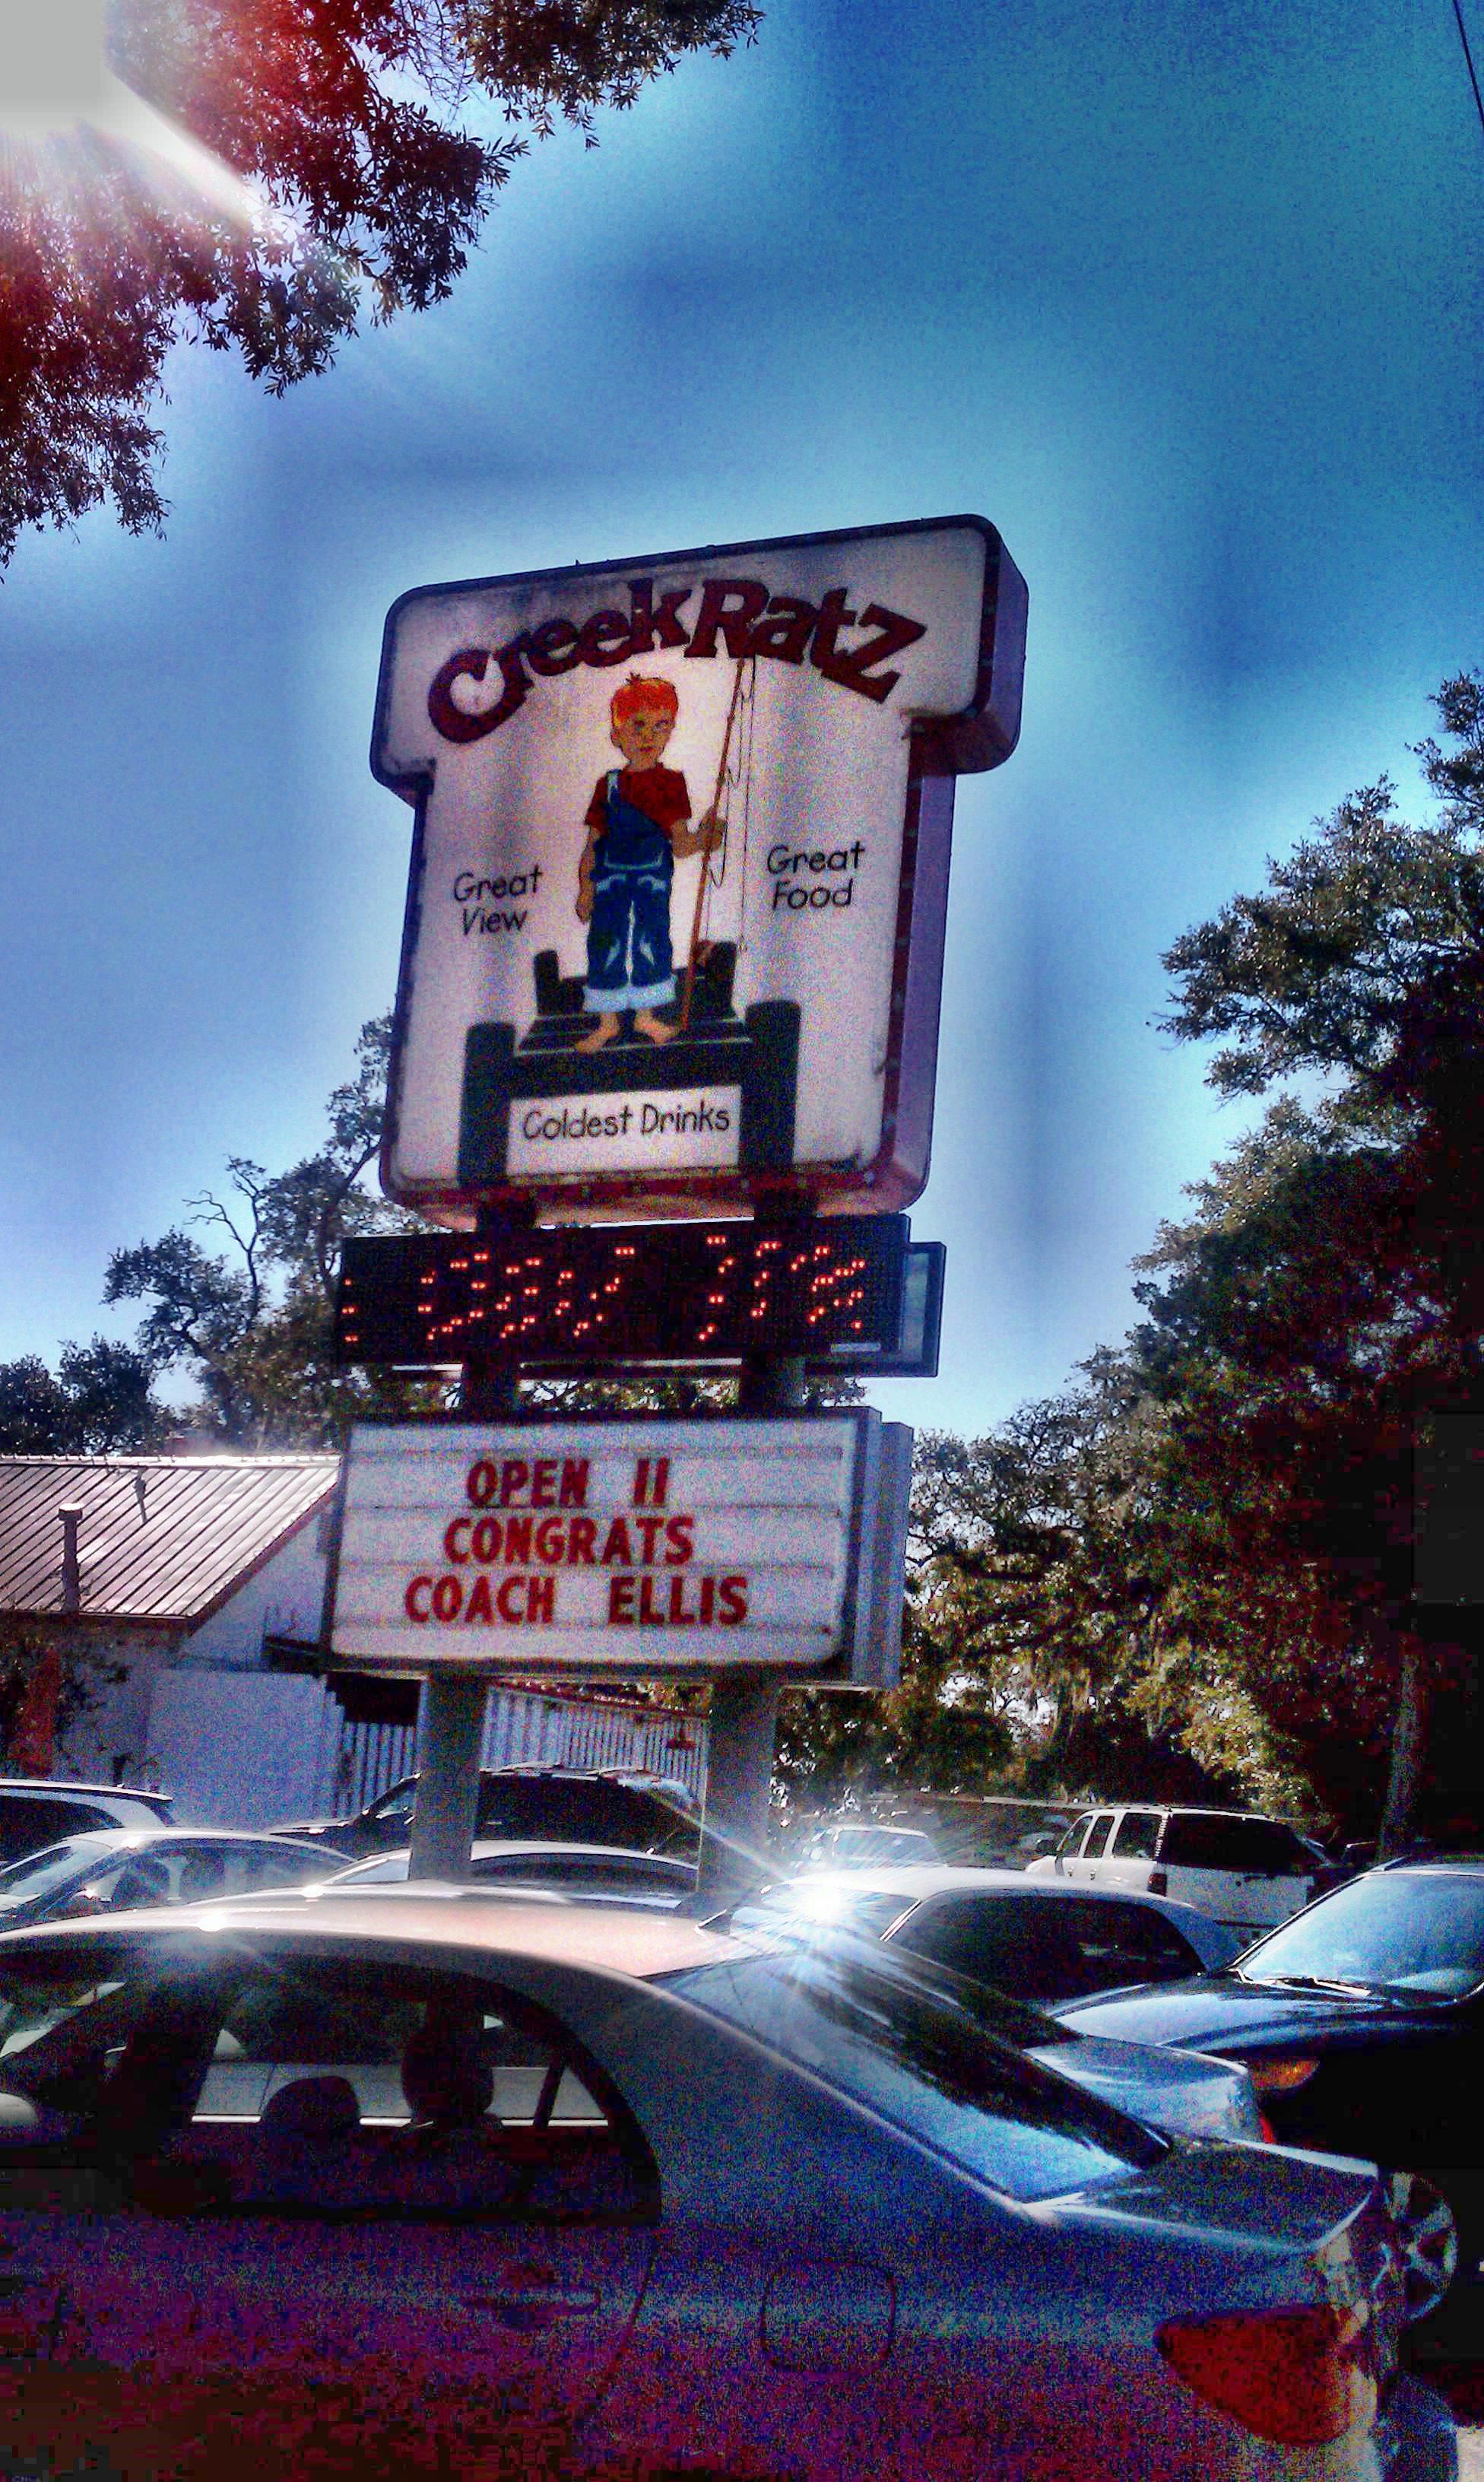 CreekRatz
Great
View
Great
Food
Coldest Drinks
OPEN 11
CONGRATS
COACH ELLIS